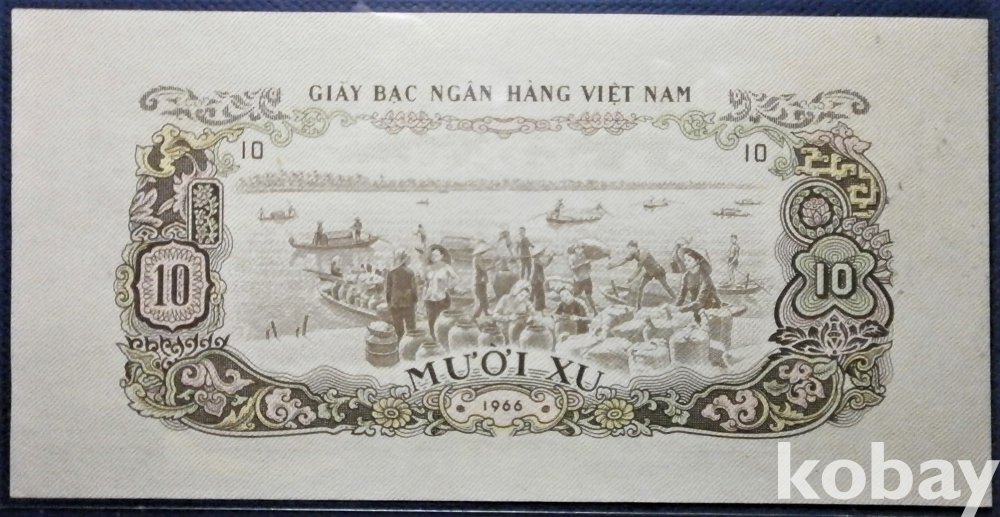 GIẤY BẠC NGÂN HÀNG VIỆT NAM
10 10
10 10
MƯỜI XU
1966
kobay